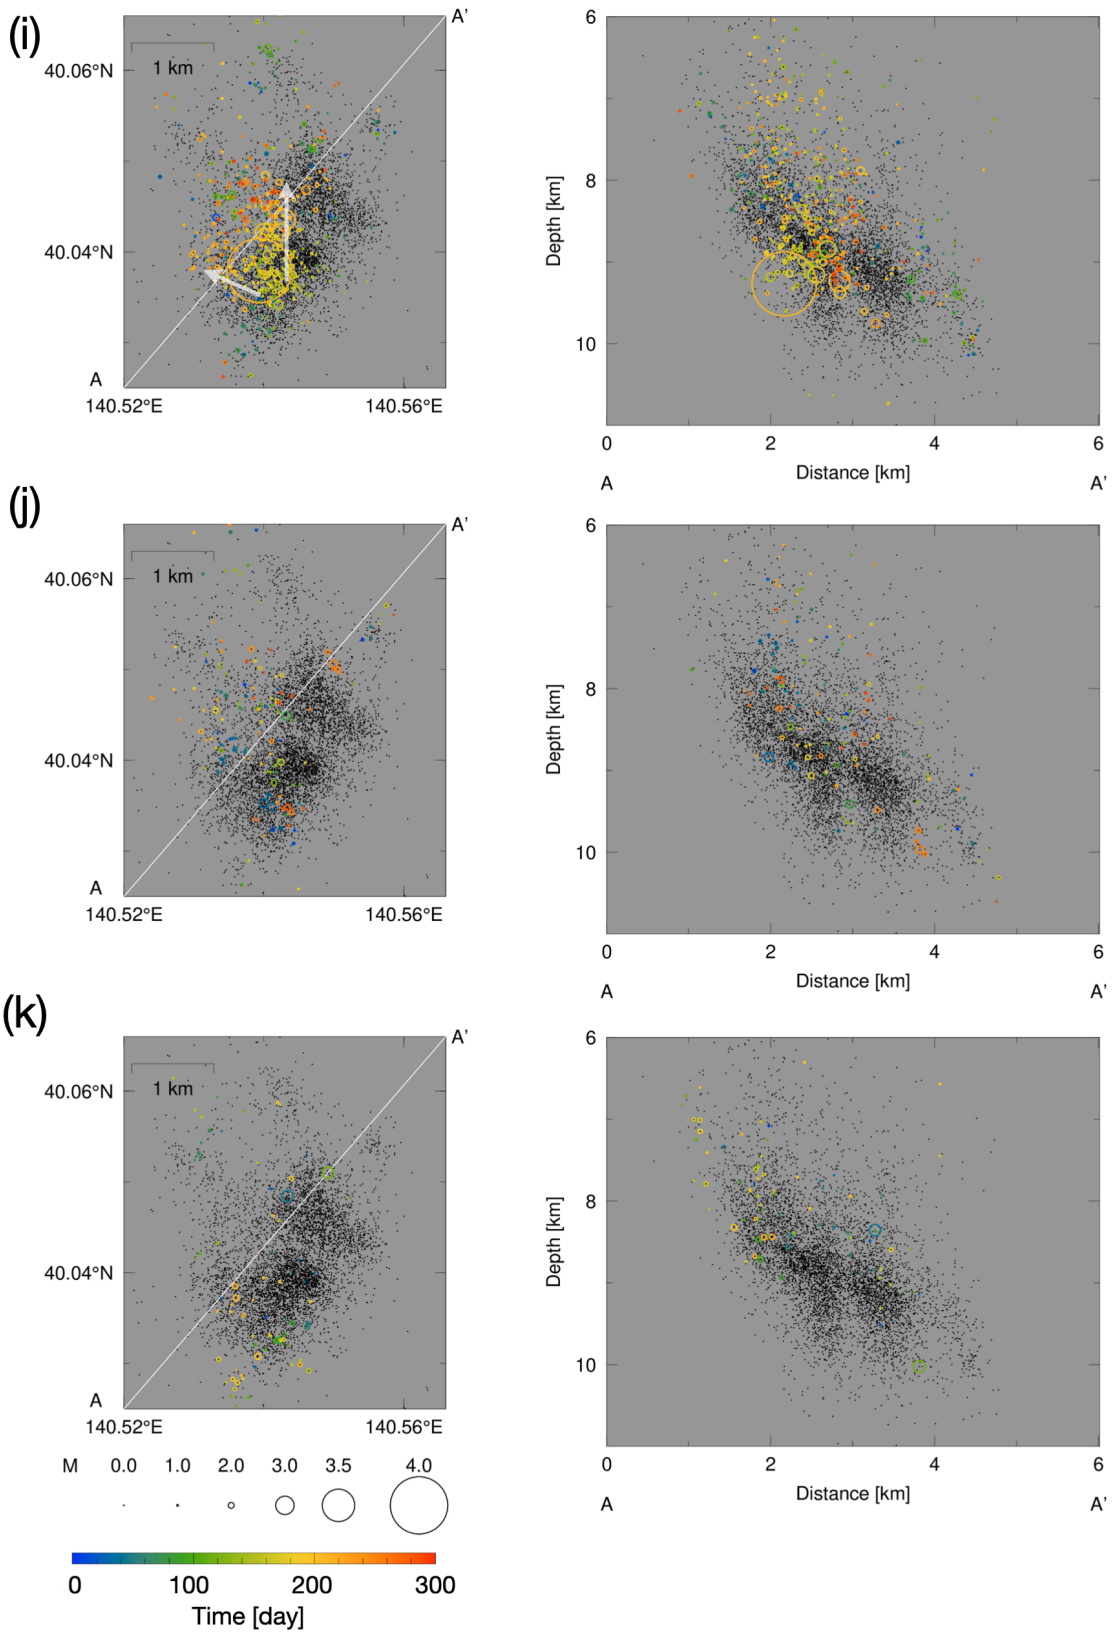 (i)
A'
1 km
40.06°N
40.04°N
A
140.52°E
140.56°E
6
8
10
Depth [km]
0
2
4
6
Distance [km]
A
A'
(j)
A'
1 km
40.06°N
40.04°N
A
140.52°E
140.56°E
6
8
10
Depth [km]
0
2
4
6
Distance [km]
A
A'
(k)
A'
1 km
40.06°N
40.04°N
A
140.52°E
140.56°E
6
8
10
Depth [km]
0
2
4
6
Distance [km]
A
A'
M 0.0 1.0 2.0 3.0 3.5 4.0
0 100 200 300
Time [day]